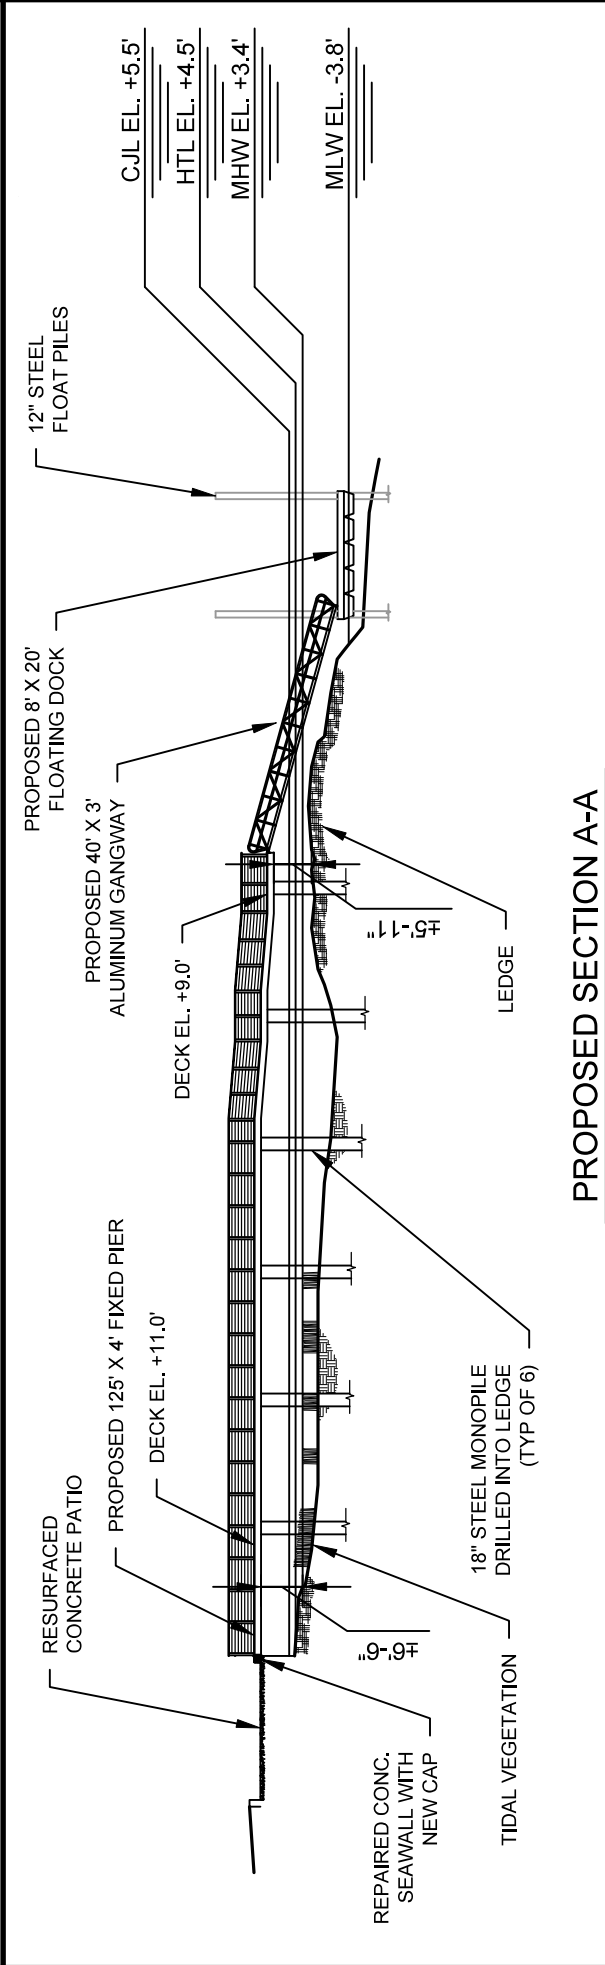 RESURFACED
CONCRETE PATIO
PROPOSED 125' X 4' FIXED PIER
DECK EL. +11.0'
DECK EL. +9.0'
PROPOSED 40' X 3'
ALUMINUM GANGWAY
PROPOSED 8' X 20'
FLOATING DOCK
12" STEEL
FLOAT PILES
CJL EL. +5.5'
HTL EL. +4.5'
MHW EL. +3.4'
MLW EL. -3.8'
REPAIRED CONC.
SEAWALL WITH
NEW CAP
±6'-6"
TIDAL VEGETATION
18" STEEL MONOPILE
DRILLED INTO LEDGE
(TYP OF 6)
±5'-11"
LEDGE
PROPOSED SECTION A-A